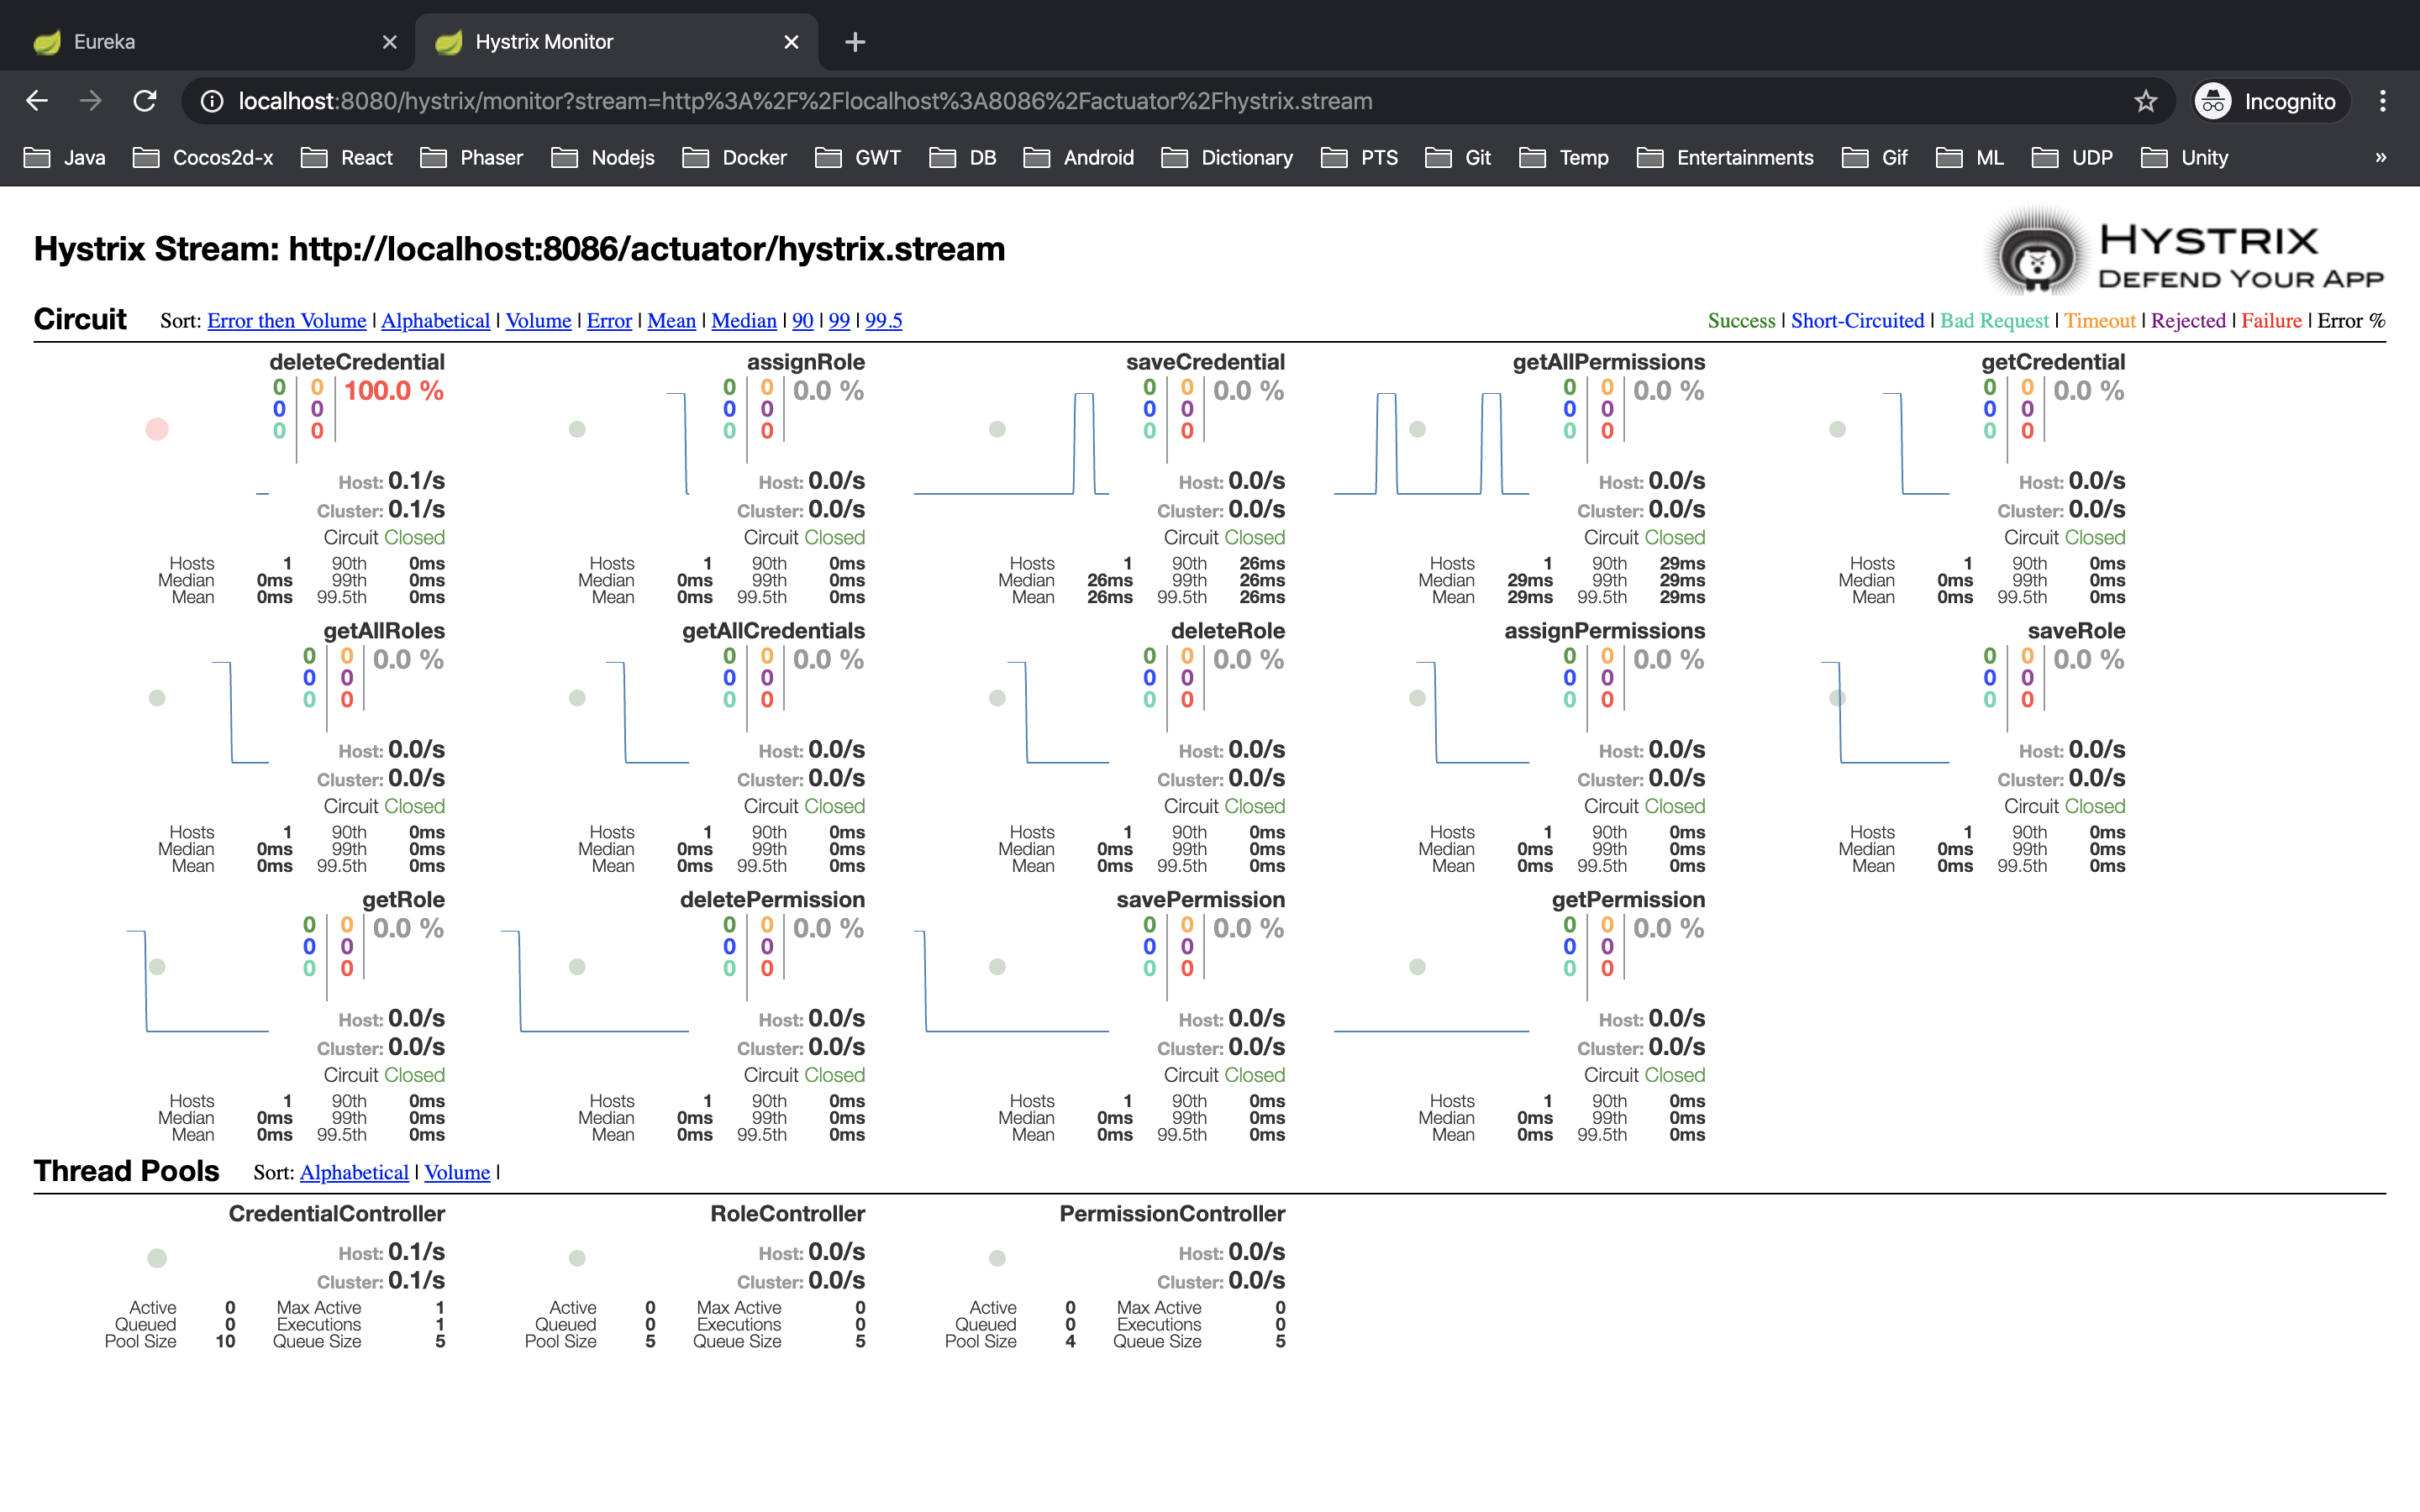 Eureka
Hystrix Monitor
localhost:8080/hystrix/monitor?stream=http%3A%2F%2Flocalhost%3A8086%2Factuator%2Fhystrix.stream
Incognito
Java Cocos2d-x React Phaser Nodejs Docker GWT DB Android Dictionary PTS Git Temp Entertainments Gif ML UDP Unity »
Hystrix Stream: http://localhost:8086/actuator/hystrix.stream
HYSTRIX
DEFEND YOUR APP
Circuit Sort: Error then Volume | Alphabetical | Volume | Error | Mean | Median | 90 | 99 | 99.5
Success | Short-Circuited | Bad Request | Timeout | Rejected | Failure | Error %
deleteCredential
0 0 100.0 %
0 0
0 0
Host: 0.1/s
Cluster: 0.1/s
Circuit Closed
Hosts 1 90th 0ms
Median 0ms 99th 0ms
Mean 0ms 99.5th 0ms
assignRole
0 0 0.0 %
0 0
0 0
Host: 0.0/s
Cluster: 0.0/s
Circuit Closed
Hosts 1 90th 0ms
Median 0ms 99th 0ms
Mean 0ms 99.5th 0ms
saveCredential
0 0 0.0 %
0 0
0 0
Host: 0.0/s
Cluster: 0.0/s
Circuit Closed
Hosts 1 90th 26ms
Median 26ms 99th 26ms
Mean 26ms 99.5th 26ms
getAllPermissions
0 0 0.0 %
0 0
0 0
Host: 0.0/s
Cluster: 0.0/s
Circuit Closed
Hosts 1 90th 29ms
Median 29ms 99th 29ms
Mean 29ms 99.5th 29ms
getCredential
0 0 0.0 %
0 0
0 0
Host: 0.0/s
Cluster: 0.0/s
Circuit Closed
Hosts 1 90th 0ms
Median 0ms 99th 0ms
Mean 0ms 99.5th 0ms
getAllRoles
0 0 0.0 %
0 0
0 0
Host: 0.0/s
Cluster: 0.0/s
Circuit Closed
Hosts 1 90th 0ms
Median 0ms 99th 0ms
Mean 0ms 99.5th 0ms
getAllCredentials
0 0 0.0 %
0 0
0 0
Host: 0.0/s
Cluster: 0.0/s
Circuit Closed
Hosts 1 90th 0ms
Median 0ms 99th 0ms
Mean 0ms 99.5th 0ms
deleteRole
0 0 0.0 %
0 0
0 0
Host: 0.0/s
Cluster: 0.0/s
Circuit Closed
Hosts 1 90th 0ms
Median 0ms 99th 0ms
Mean 0ms 99.5th 0ms
assignPermissions
0 0 0.0 %
0 0
0 0
Host: 0.0/s
Cluster: 0.0/s
Circuit Closed
Hosts 1 90th 0ms
Median 0ms 99th 0ms
Mean 0ms 99.5th 0ms
saveRole
0 0 0.0 %
0 0
0 0
Host: 0.0/s
Cluster: 0.0/s
Circuit Closed
Hosts 1 90th 0ms
Median 0ms 99th 0ms
Mean 0ms 99.5th 0ms
getRole
0 0 0.0 %
0 0
0 0
Host: 0.0/s
Cluster: 0.0/s
Circuit Closed
Hosts 1 90th 0ms
Median 0ms 99th 0ms
Mean 0ms 99.5th 0ms
deletePermission
0 0 0.0 %
0 0
0 0
Host: 0.0/s
Cluster: 0.0/s
Circuit Closed
Hosts 1 90th 0ms
Median 0ms 99th 0ms
Mean 0ms 99.5th 0ms
savePermission
0 0 0.0 %
0 0
0 0
Host: 0.0/s
Cluster: 0.0/s
Circuit Closed
Hosts 1 90th 0ms
Median 0ms 99th 0ms
Mean 0ms 99.5th 0ms
getPermission
0 0 0.0 %
0 0
0 0
Host: 0.0/s
Cluster: 0.0/s
Circuit Closed
Hosts 1 90th 0ms
Median 0ms 99th 0ms
Mean 0ms 99.5th 0ms
Thread Pools Sort: Alphabetical | Volume |
CredentialController
Host: 0.1/s
Cluster: 0.1/s
Active 0 Max Active 1
Queued 0 Executions 1
Pool Size 10 Queue Size 5
RoleController
Host: 0.0/s
Cluster: 0.0/s
Active 0 Max Active 0
Queued 0 Executions 0
Pool Size 5 Queue Size 5
PermissionController
Host: 0.0/s
Cluster: 0.0/s
Active 0 Max Active 0
Queued 0 Executions 0
Pool Size 4 Queue Size 5